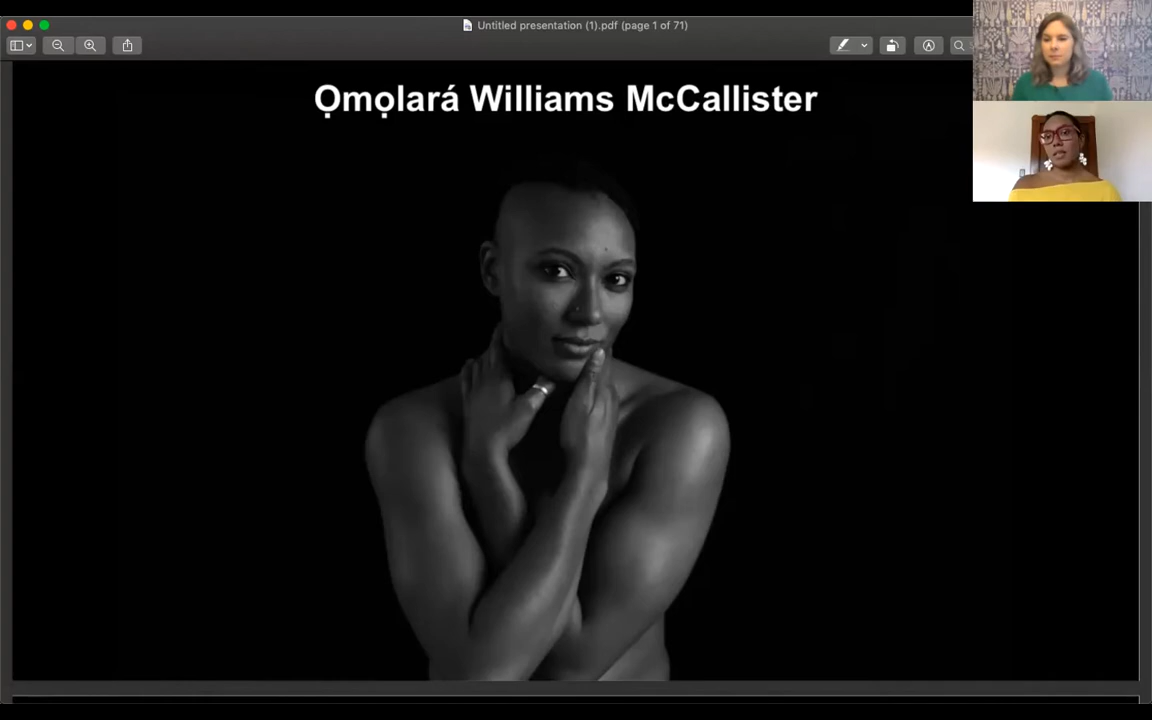 Untitled presentation (1).pdf (page 1 of 71)
Ọmọlará Williams McCallister